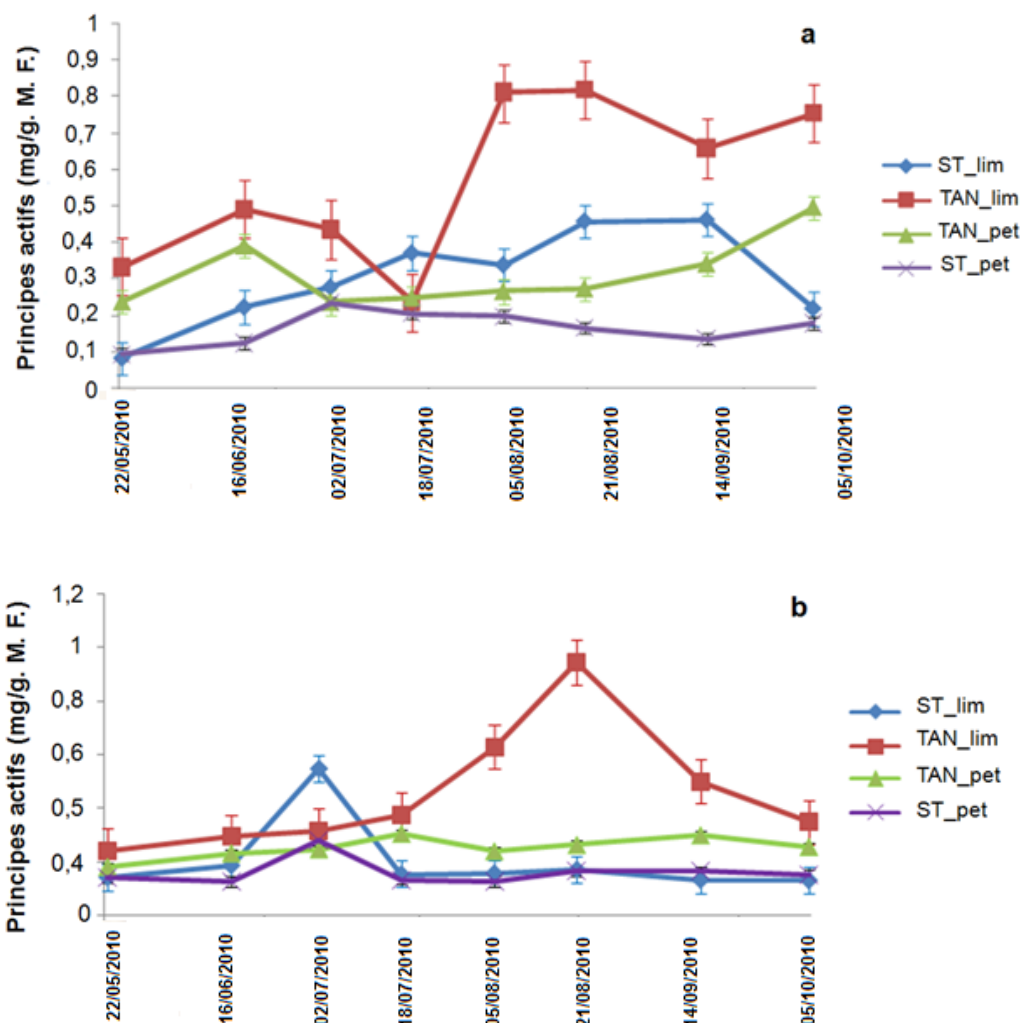 a
Principes actifs (mg/g. M. F.)
1
0,9
0,8
0,7
0,6
0,5
0,4
0,3
0,2
0,1
0
22/05/2010
16/06/2010
02/07/2010
18/07/2010
05/08/2010
21/08/2010
14/09/2010
05/10/2010
ST_lim
TAN_lim
TAN_pet
ST_pet
b
Principes actifs (mg/g. M. F.)
1,2
1
0,8
0,6
0,5
0,4
0
22/05/2010
16/06/2010
02/07/2010
18/07/2010
05/08/2010
21/08/2010
14/09/2010
05/10/2010
ST_lim
TAN_lim
TAN_pet
ST_pet